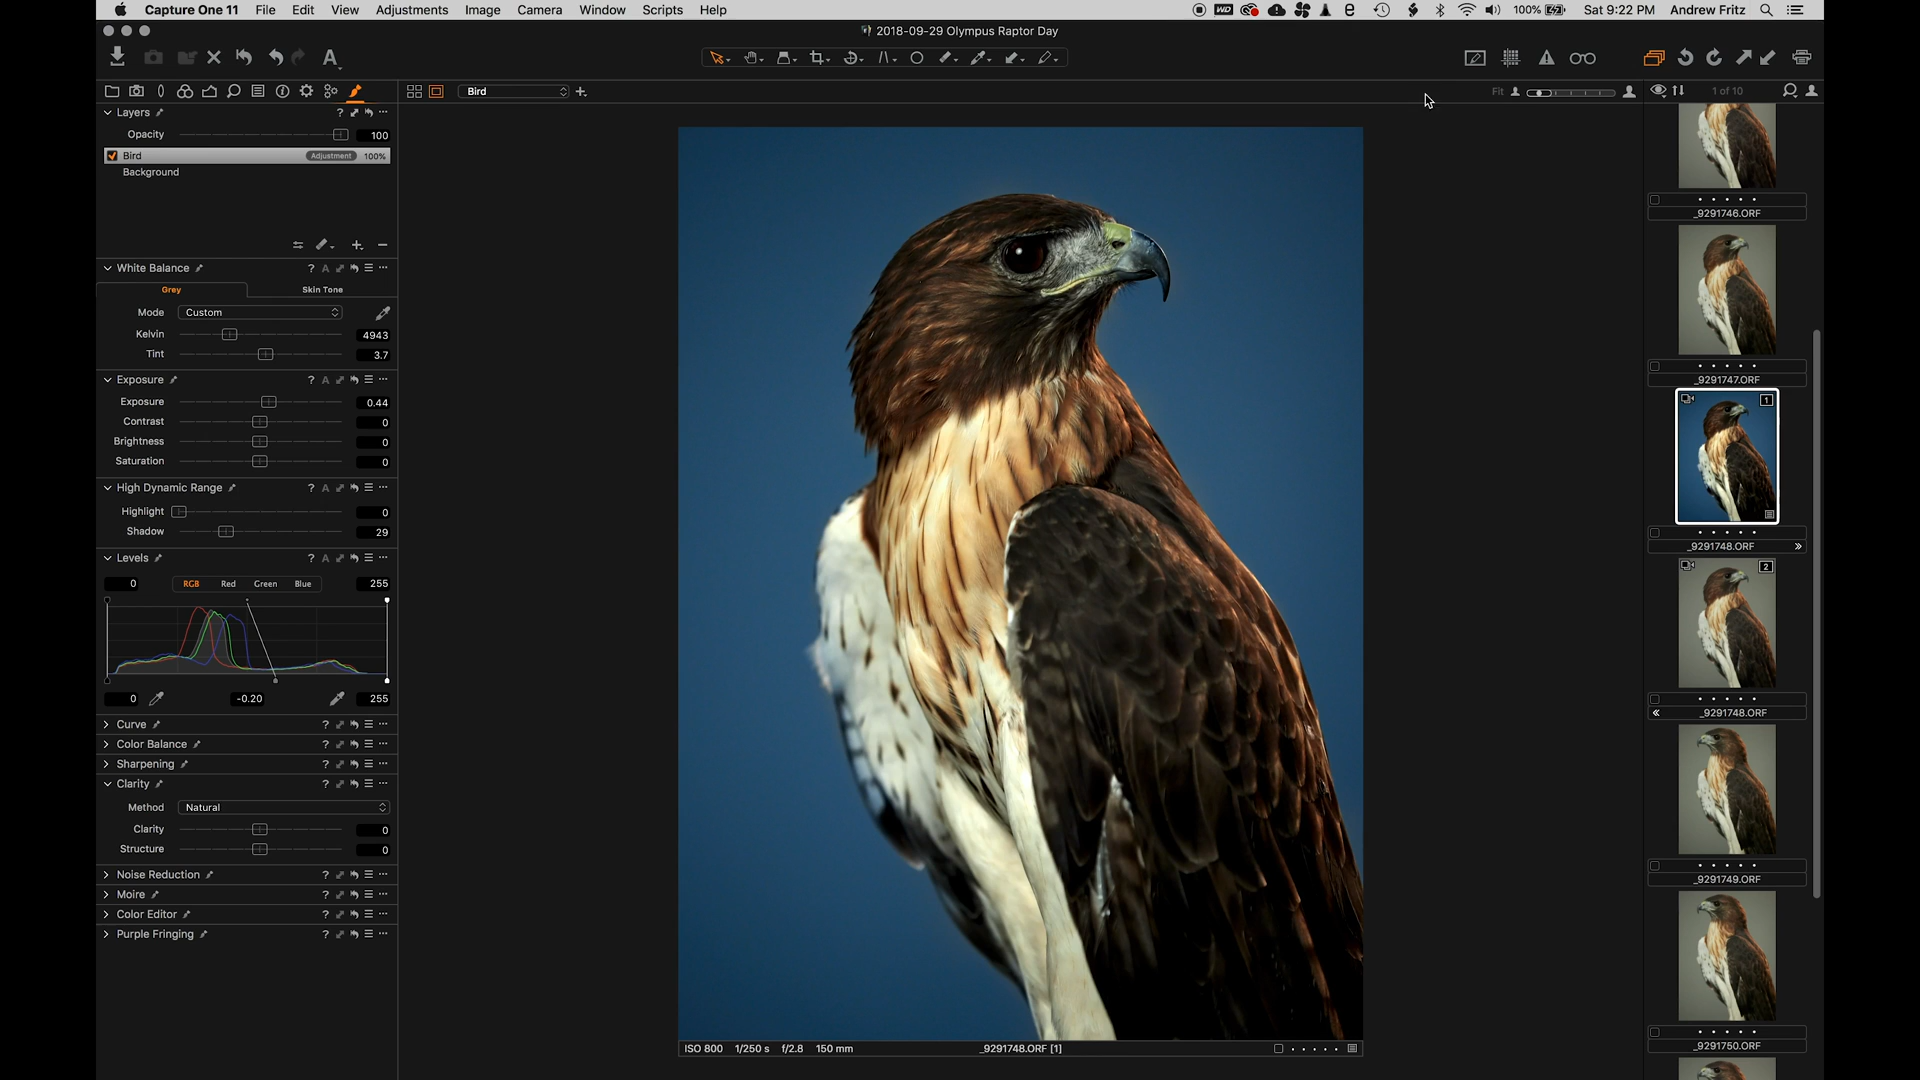 Capture One 11 File Edit View Adjustments Image Camera Window Scripts Help
100% Sat 9:22 PM Andrew Fritz
2018-09-29 Olympus Raptor Day
Bird
Fit
1 of 10
Layers
Opacity 100
Bird Adjustment 100%
Background
White Balance
Grey Skin Tone
Mode Custom
Kelvin 4943
Tint 3.7
Exposure
Exposure 0.44
Contrast 0
Brightness 0
Saturation 0
High Dynamic Range
Highlight 0
Shadow 29
Levels
0 RGB Red Green Blue 255
0 -0.20 255
Curve
Color Balance
Sharpening
Clarity
Method Natural
Clarity 0
Structure 0
Noise Reduction
Moire
Color Editor
Purple Fringing
ISO 800 1/250 s f/2.8 150 mm _9291748.ORF [1]
_9291746.ORF
_9291747.ORF
1
_9291748.ORF
2
_9291748.ORF
_9291749.ORF
_9291750.ORF